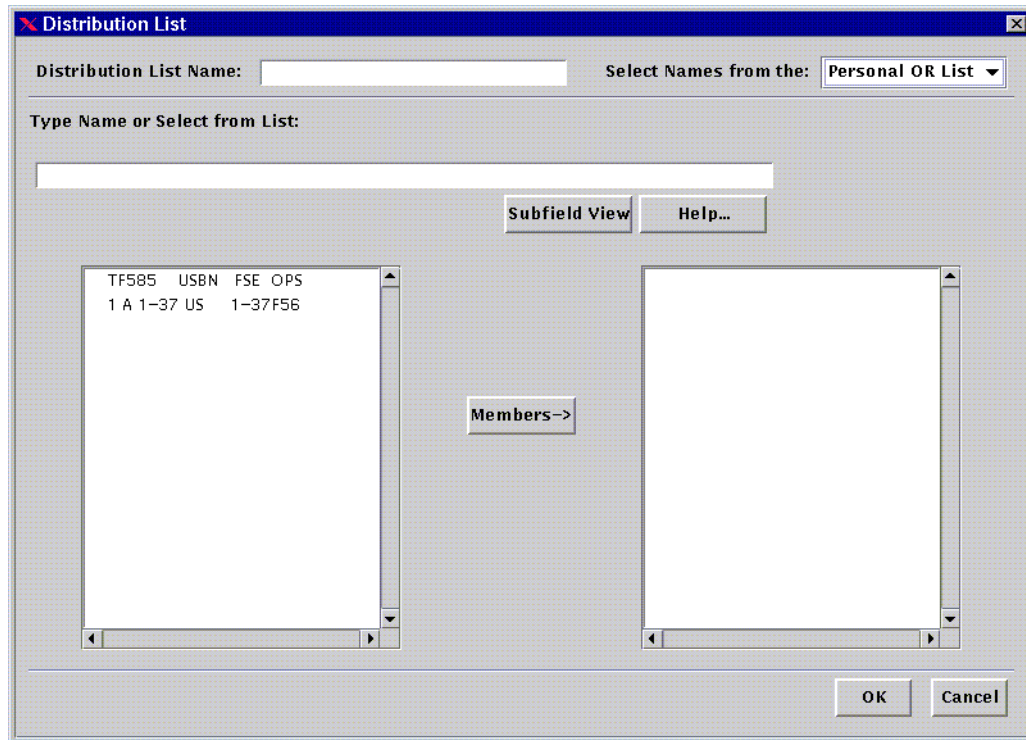 Distribution List
Distribution List Name:
Select Names from the: Personal OR List
Type Name or Select from List:
Subfield View
Help...
TF585 USBN FSE OPS
1 A 1-37 US 1-37F56
Members->
OK
Cancel